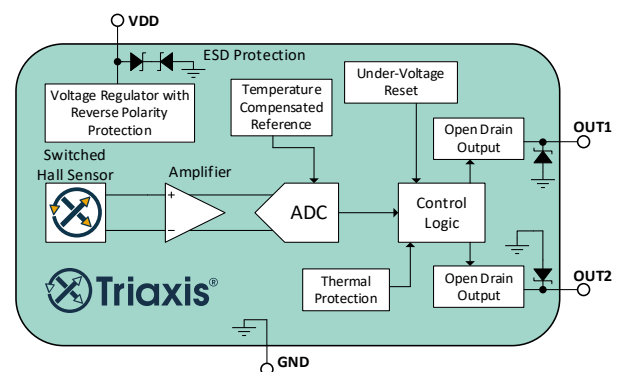 VDD
ESD Protection
Voltage Regulator with
Reverse Polarity
Protection
Temperature
Compensated
Reference
Under-Voltage
Reset
Open Drain
Output
OUT1
Switched
Hall Sensor
Amplifier
+
−
ADC
Control
Logic
Triaxis®
Thermal
Protection
Open Drain
Output
OUT2
GND